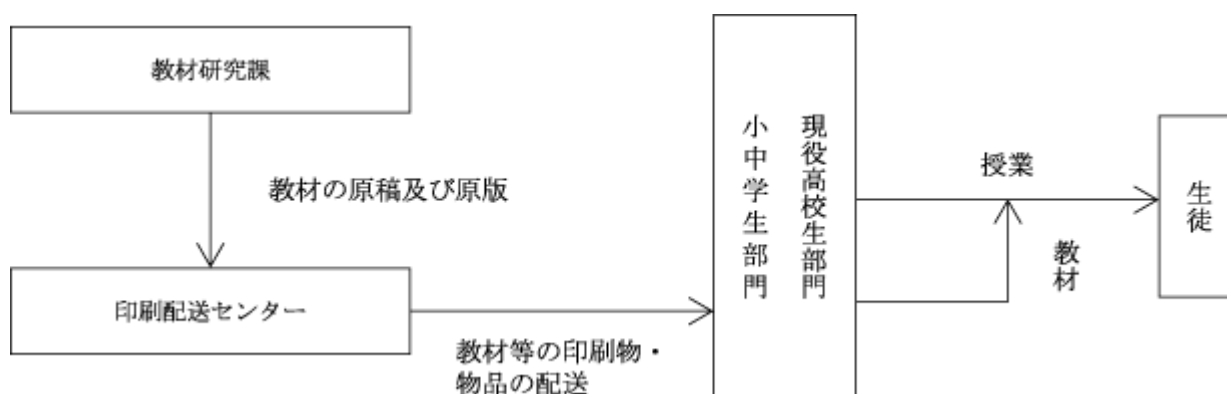 教材研究課
教材の原稿及び原版
印刷配送センター
教材等の印刷物・
物品の配送
現役高校生部門
小中学生部門
授業
教材
生徒